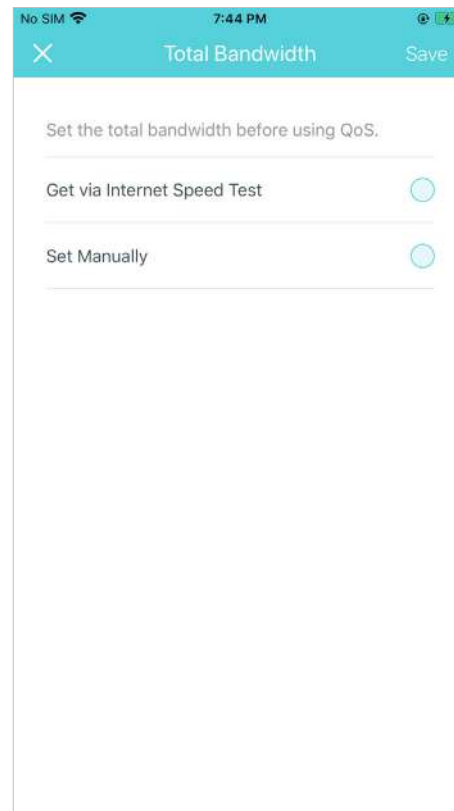 No SIM 7:44 PM
Total Bandwidth Save
Set the total bandwidth before using QoS.
Get via Internet Speed Test
Set Manually